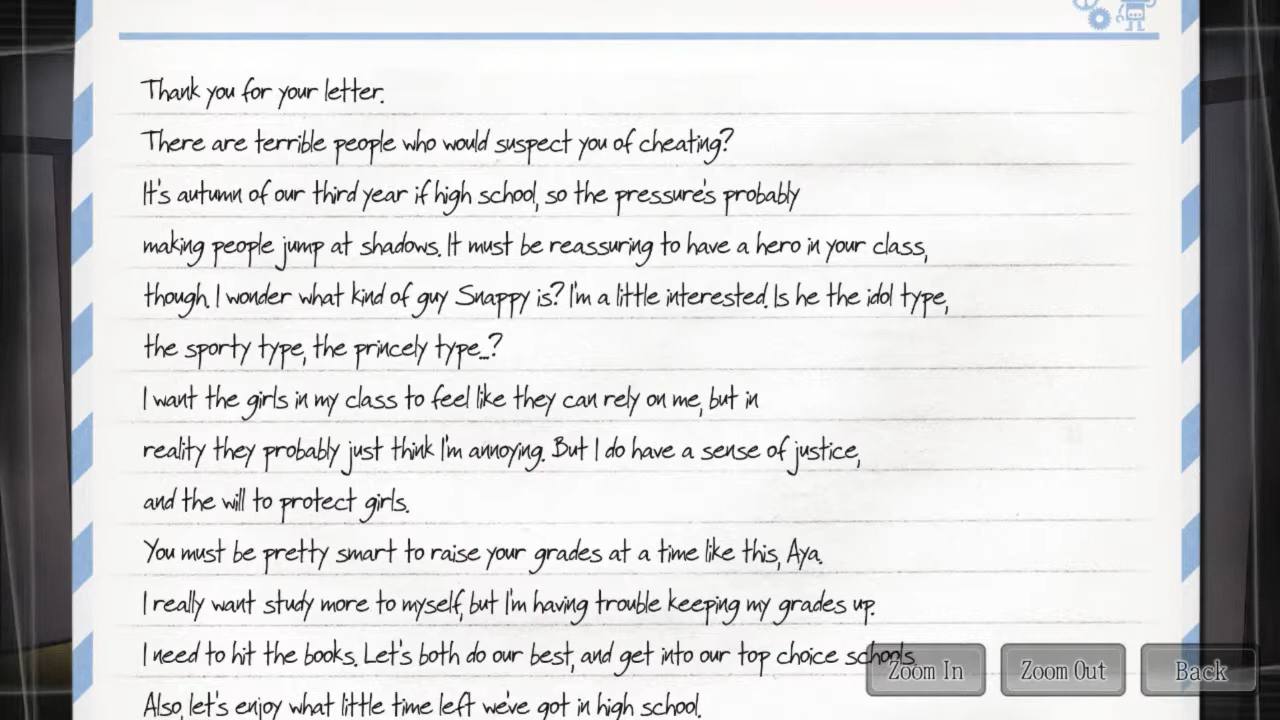 Thank you for your letter.
There are terrible people who would suspect you of cheating?
It's autumn of our third year if high school, so the pressure's probably
making people jump at shadows. It must be reassuring to have a hero in your class,
though. I wonder what kind of guy Snappy is? I'm a little interested. Is he the idol type,
the sporty type, the princely type...?
I want the girls in my class to feel like they can rely on me, but in
reality they probably just think I'm annoying. But I do have a sense of justice,
and the will to protect girls.
You must be pretty smart to raise your grades at a time like this, Aya.
I really want study more to myself, but I'm having trouble keeping my grades up.
I need to hit the books. Let's both do our best, and get into our top choice schools.
Also, let's enjoy what little time left we've got in high school.
Zoom In
Zoom Out
Back